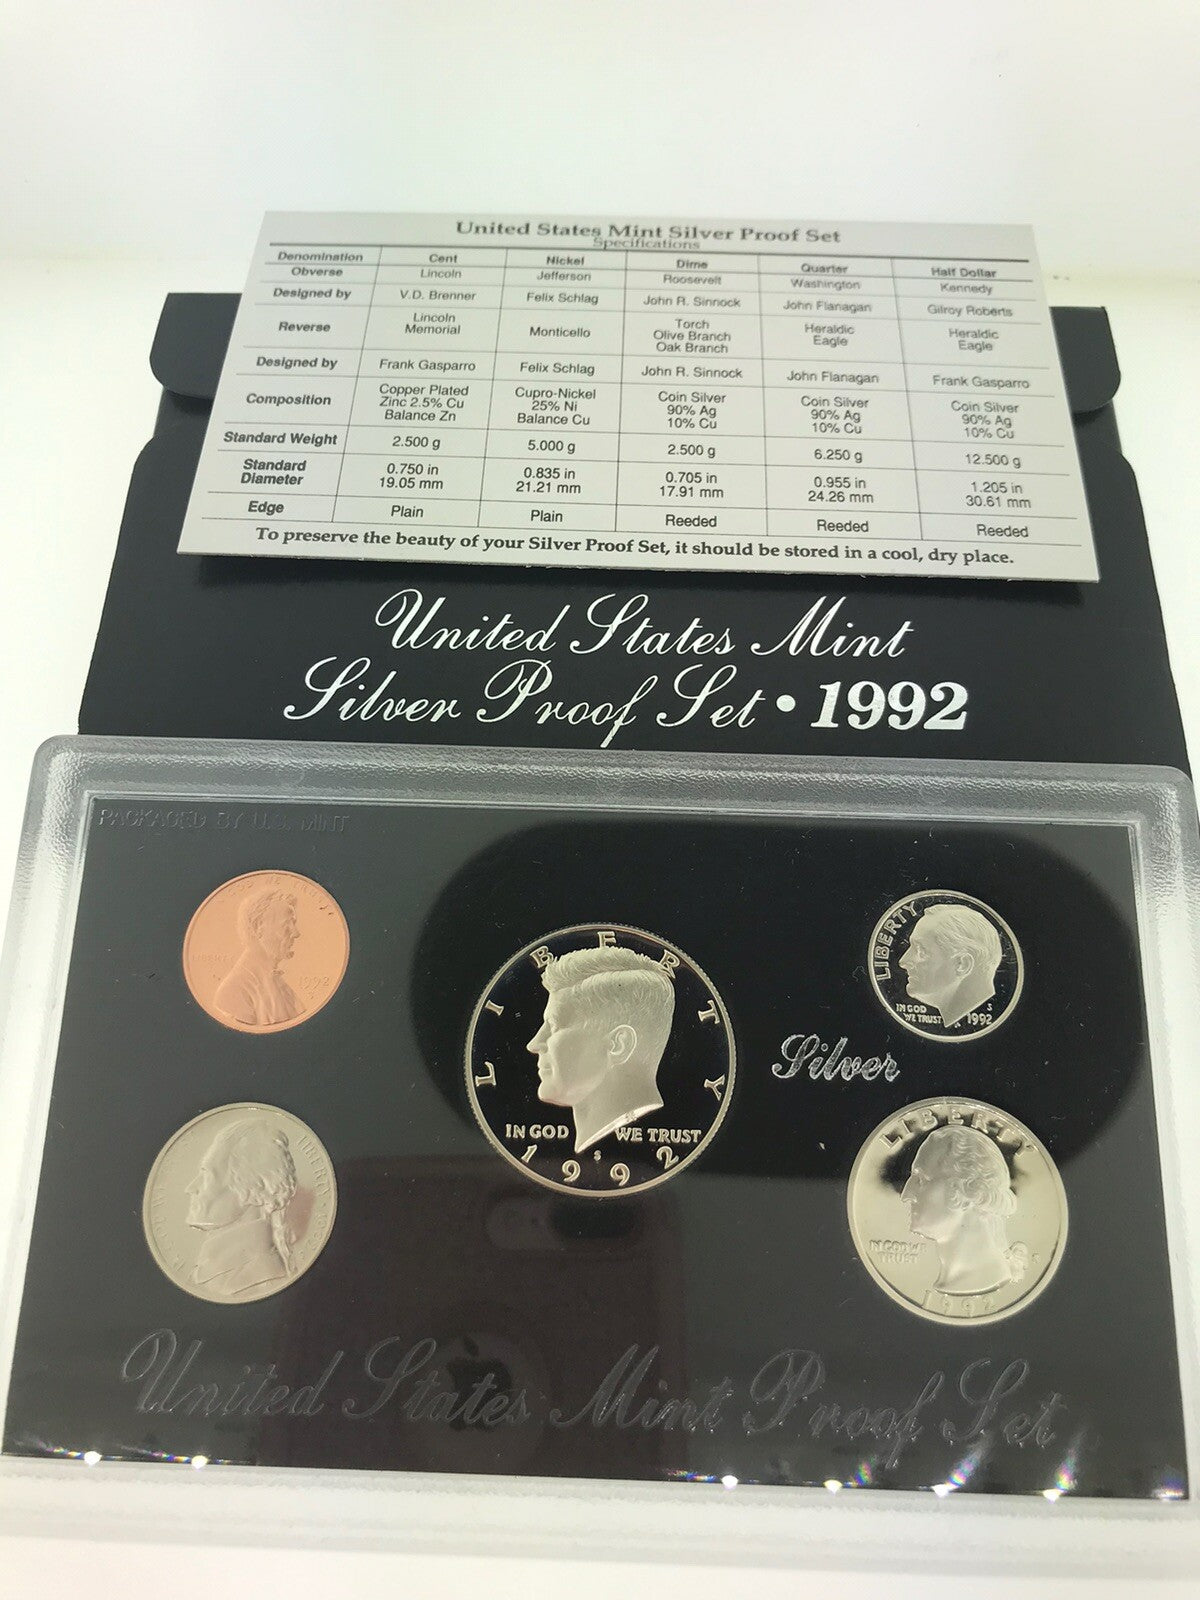 United States Mint Silver Proof Set
Specifications
Denomination Cent Nickel Dime Quarter Half Dollar
Obverse Lincoln Jefferson Roosevelt Washington Kennedy
Designed by V.D. Brenner Felix Schlag John R. Sinnock John Flanagan Gilroy Roberts
Reverse Lincoln Memorial Monticello Torch Olive Branch Oak Branch Heraldic Eagle Heraldic Eagle
Designed by Frank Gasparro Felix Schlag John R. Sinnock John Flanagan Frank Gasparro
Composition Copper Plated Zinc 2.5% Cu Balance Zn Cupro-Nickel 25% Ni Balance Cu Coin Silver 90% Ag 10% Cu Coin Silver 90% Ag 10% Cu Coin Silver 90% Ag 10% Cu
Standard Weight 2.500 g 5.000 g 2.500 g 6.250 g 12.500 g
Standard Diameter 0.750 in 19.05 mm 0.835 in 21.21 mm 0.705 in 17.91 mm 0.955 in 24.26 mm 1.205 in 30.61 mm
Edge Plain Plain Reeded Reeded Reeded
To preserve the beauty of your Silver Proof Set, it should be stored in a cool, dry place.
United States Mint
Silver Proof Set • 1992
PACKAGED BY U.S. MINT
LIBERTY
1992
S
LIBERTY
IN GOD WE TRUST
S
1992
LIBERTY
IN GOD
WE TRUST
S
1992
Silver
LIBERTY
LIBERTY
IN GOD WE
TRUST
S
1992
United States Mint Proof Set